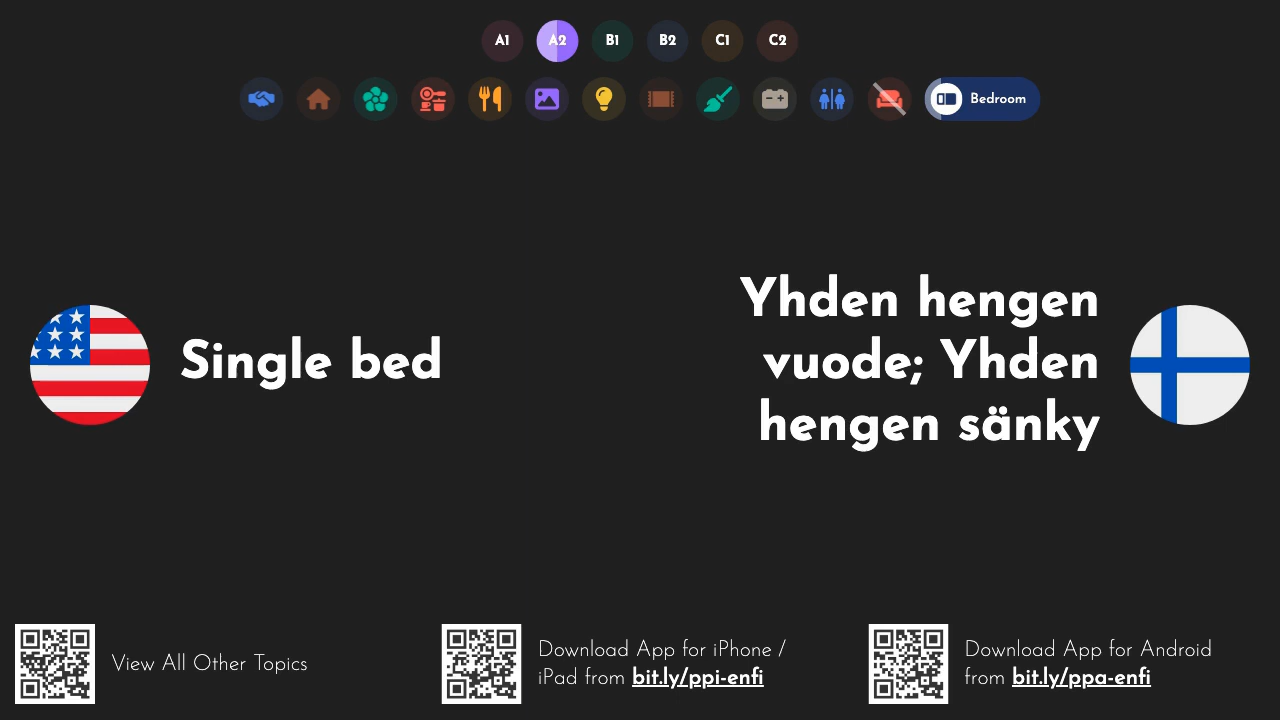 A1 A2 B1 B2 C1 C2
Bedroom
Single bed
Yhden hengen
vuode; Yhden
hengen sänky
View All Other Topics
Download App for iPhone /
iPad from bit.ly/ppi-enfi
Download App for Android
from bit.ly/ppa-enfi